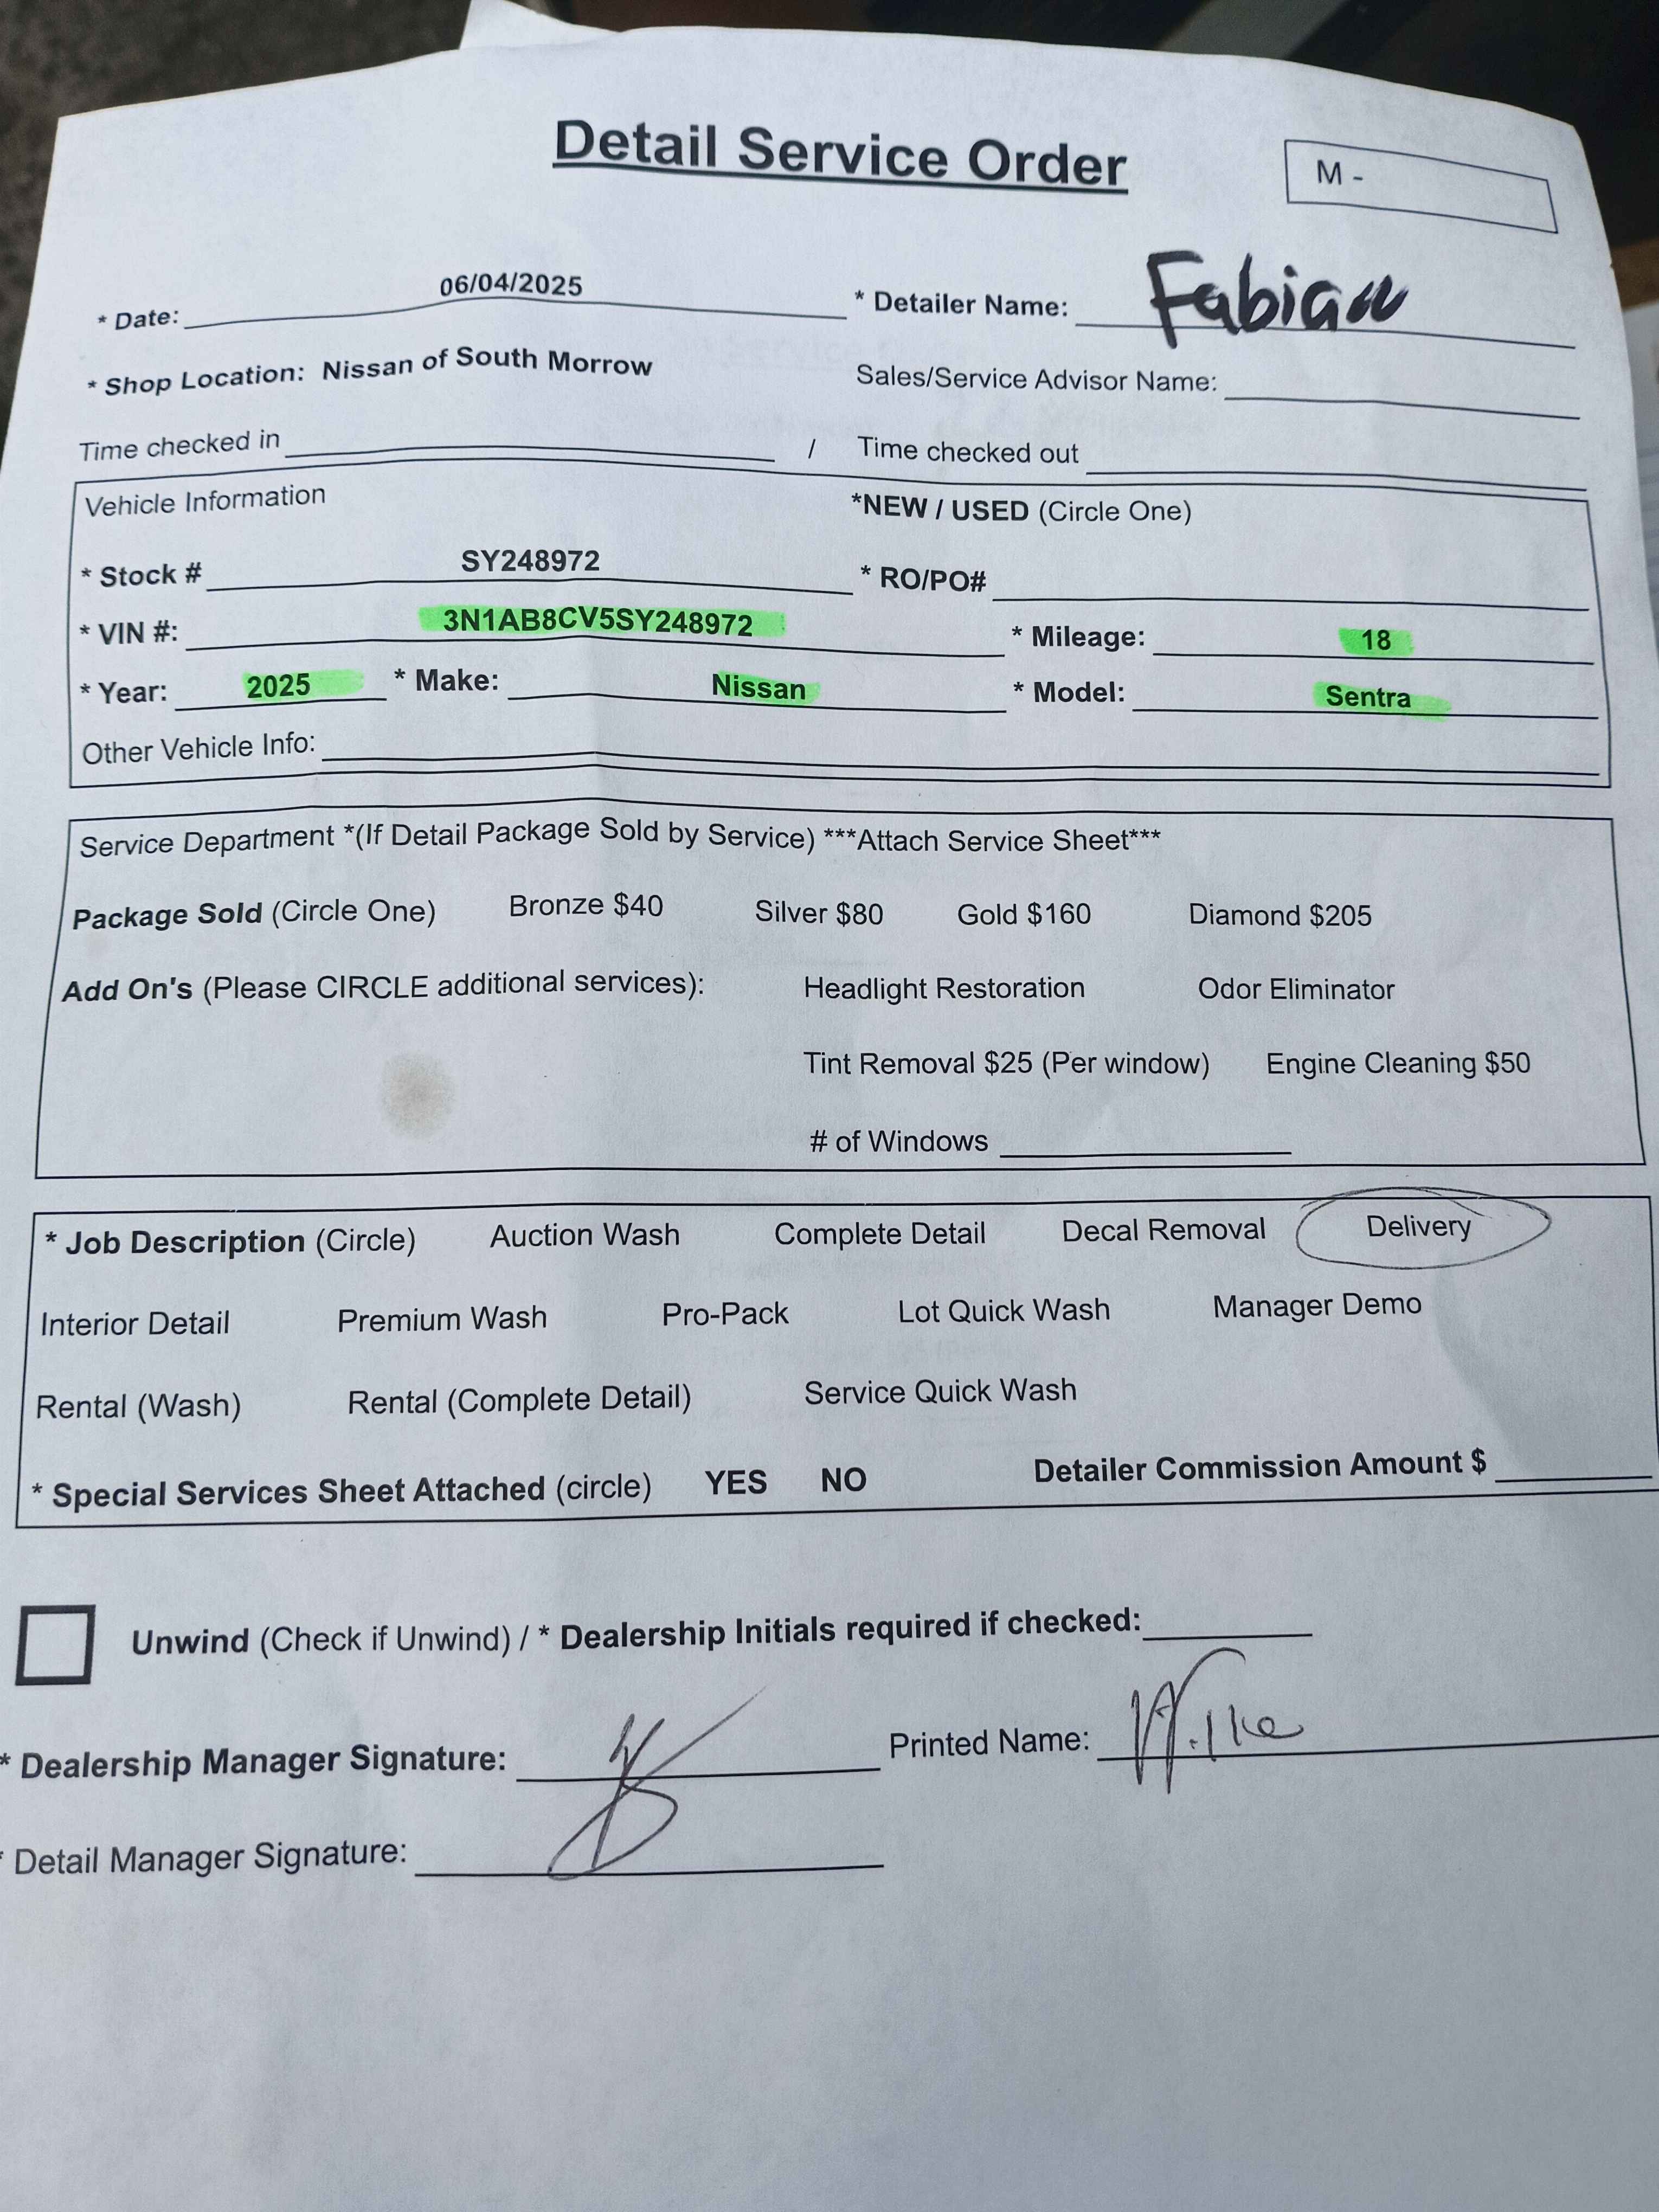 Detail Service Order
M -
* Date: 06/04/2025 * Detailer Name: Fabian
* Shop Location: Nissan of South Morrow Sales/Service Advisor Name:
Time checked in / Time checked out
Vehicle Information *NEW / USED (Circle One)
* Stock # SY248972 * RO/PO#
* VIN #: 3N1AB8CV5SY248972 * Mileage: 18
* Year: 2025 * Make: Nissan * Model: Sentra
Other Vehicle Info:
Service Department *(If Detail Package Sold by Service) ***Attach Service Sheet***
Package Sold (Circle One) Bronze $40 Silver $80 Gold $160 Diamond $205
Add On's (Please CIRCLE additional services): Headlight Restoration Odor Eliminator
Tint Removal $25 (Per window) Engine Cleaning $50
# of Windows
* Job Description (Circle) Auction Wash Complete Detail Decal Removal Delivery
Interior Detail Premium Wash Pro-Pack Lot Quick Wash Manager Demo
Rental (Wash) Rental (Complete Detail) Service Quick Wash
* Special Services Sheet Attached (circle) YES NO Detailer Commission Amount $
Unwind (Check if Unwind) / * Dealership Initials required if checked:
* Dealership Manager Signature: Printed Name:
* Detail Manager Signature: